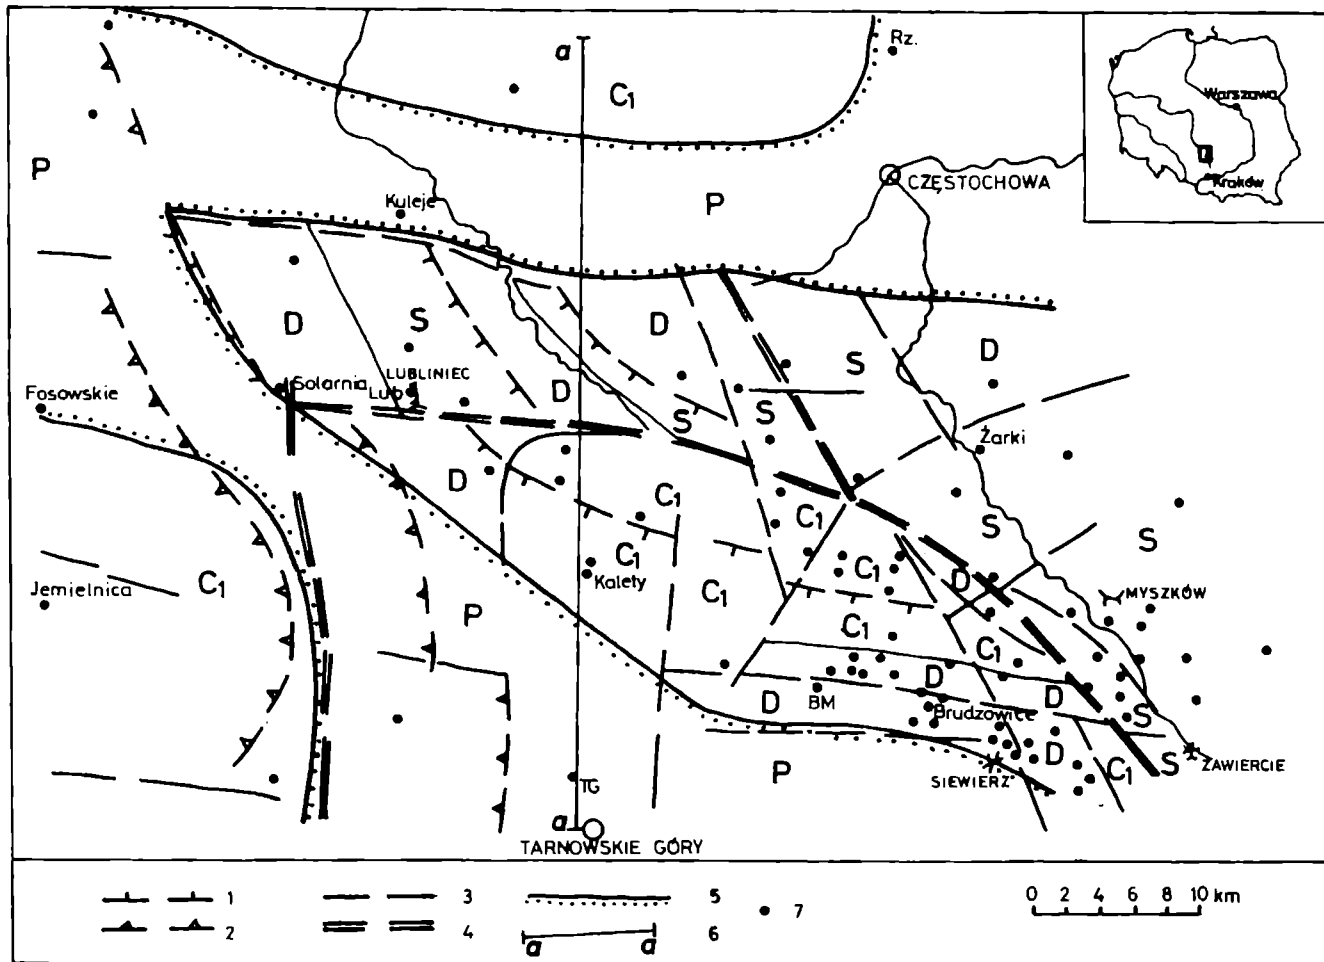 a
Rz.
C1
Warszawa
Kraków
P
CZĘSTOCHOWA
P
Kuleje
D
S
D
S
D
Solarnia
LUBLINIEC
Lub
Fosowskie
D
S
S
Żarki
D
C1
C1
S
S
C1
Kalety
C1
C1
D
Jemielnica
C1
P
MYSZKÓW
C1
C1
D
D
D
BM
Brudzowice
S
D
C1
S
P
SIEWIERZ
ZAWIERCIE
TG
a
TARNOWSKIE GÓRY
1
2
3
4
5
a a 6
7
0 2 4 6 8 10 km